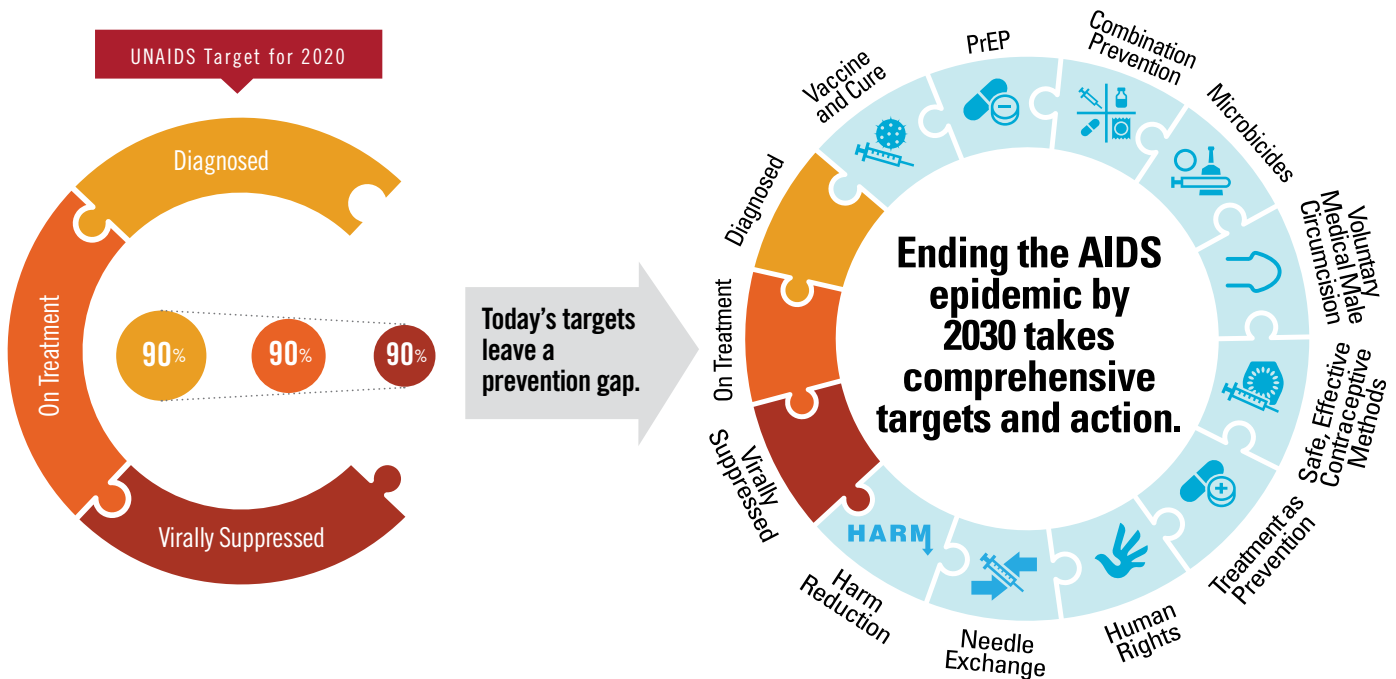 UNAIDS Target for 2020
Diagnosed
On Treatment
Virally Suppressed
90%
90%
90%
Today's targets
leave a
prevention gap.
Diagnosed
On Treatment
Virally
Suppressed
Vaccine
and Cure
PrEP
Combination
Prevention
Microbicides
Voluntary
Medical Male
Circumcision
Safe, Effective
Contraceptive
Methods
Treatment as
Prevention
Human
Rights
Needle
Exchange
Harm
Reduction
HARM
Ending the AIDS
epidemic by
2030 takes
comprehensive
targets and action.